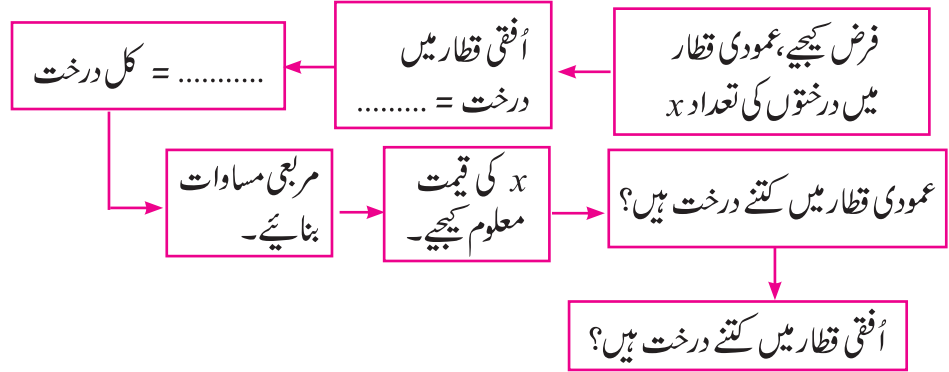 فرض کیجیے، عمودی قطار
میں درختوں کی تعداد x
اُفقی قطار میں
درخت = .........
کل درخت = ...........
مربعی مساوات
بنائیے۔
x کی قیمت
معلوم کیجیے۔
عمودی قطار میں کتنے درخت ہیں؟
اُفقی قطار میں کتنے درخت ہیں؟